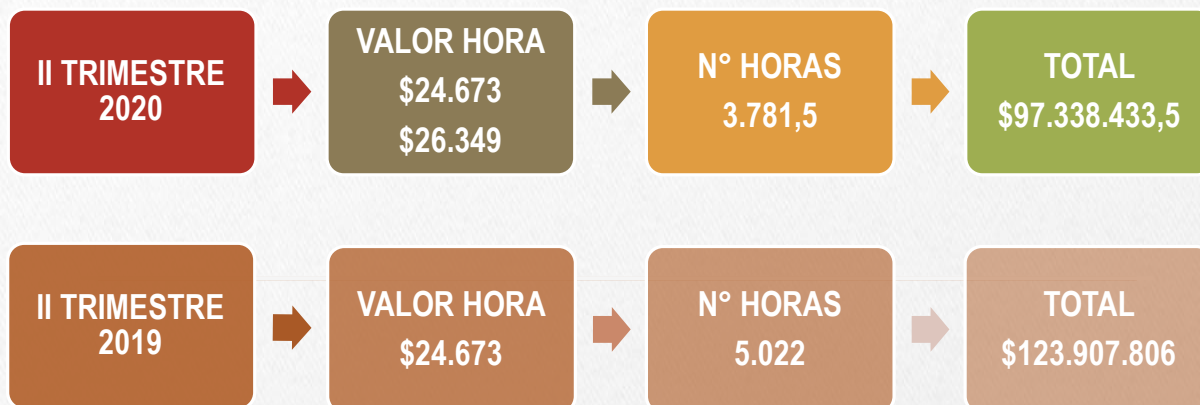 II TRIMESTRE
2020
VALOR HORA
$24.673
$26.349
N° HORAS
3.781,5
TOTAL
$97.338.433,5
II TRIMESTRE
2019
VALOR HORA
$24.673
N° HORAS
5.022
TOTAL
$123.907.806